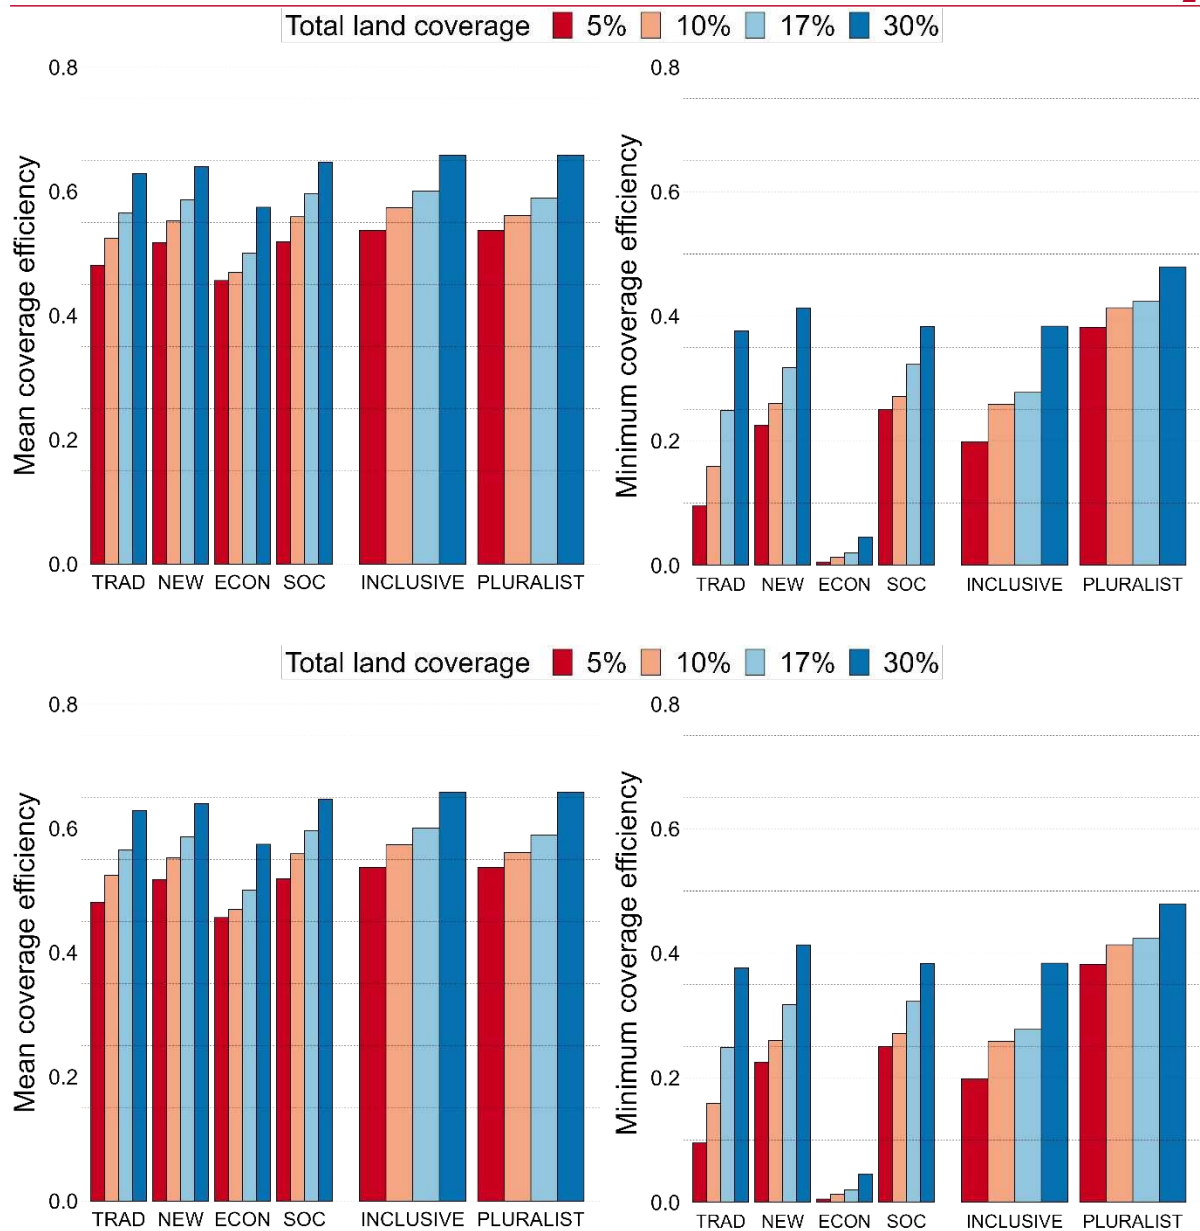 Total land coverage 5% 10% 17% 30%
Mean coverage efficiency
0.8
0.6
0.4
0.2
0.0
TRAD NEW ECON SOC INCLUSIVE PLURALIST
Minimum coverage efficiency
0.8
0.6
0.4
0.2
0.0
TRAD NEW ECON SOC INCLUSIVE PLURALIST
Total land coverage 5% 10% 17% 30%
Mean coverage efficiency
0.8
0.6
0.4
0.2
0.0
TRAD NEW ECON SOC INCLUSIVE PLURALIST
Minimum coverage efficiency
0.8
0.6
0.4
0.2
0.0
TRAD NEW ECON SOC INCLUSIVE PLURALIST